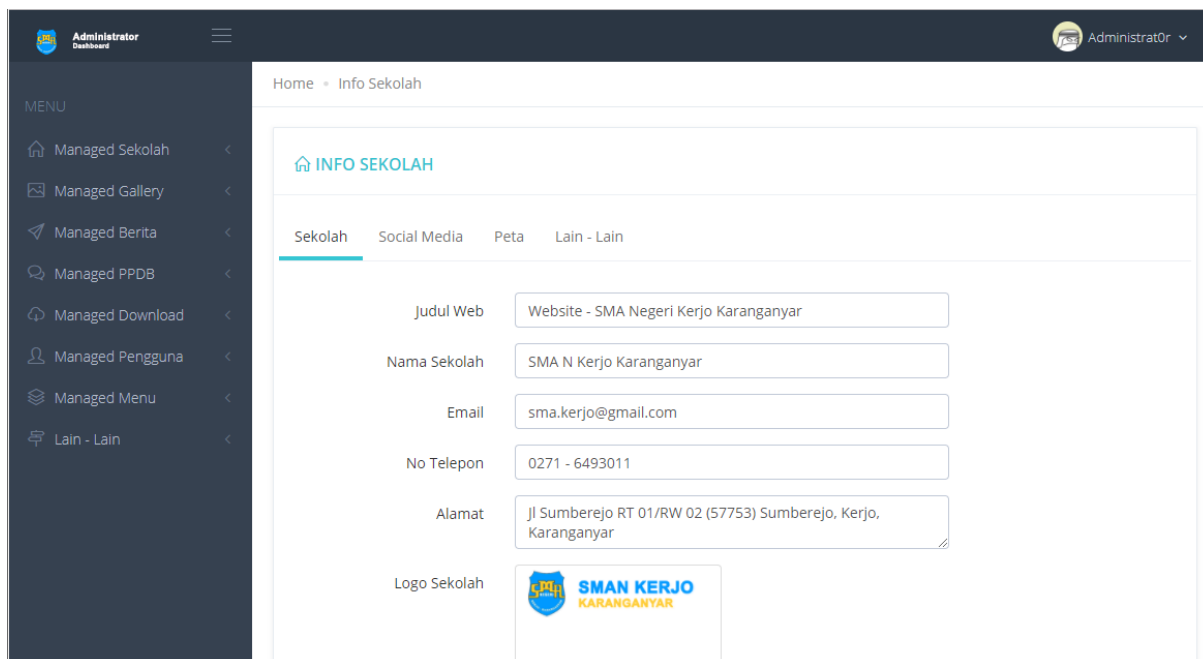 Administrator
Dashboard
Administrat0r
MENU
Managed Sekolah
Managed Gallery
Managed Berita
Managed PPDB
Managed Download
Managed Pengguna
Managed Menu
Lain - Lain
Home Info Sekolah
INFO SEKOLAH
Sekolah Social Media Peta Lain - Lain
Judul Web Website - SMA Negeri Kerjo Karanganyar
Nama Sekolah SMA N Kerjo Karanganyar
Email sma.kerjo@gmail.com
No Telepon 0271 - 6493011
Alamat Jl Sumberejo RT 01/RW 02 (57753) Sumberejo, Kerjo,
Karanganyar
Logo Sekolah
SMAN KERJO
KARANGANYAR